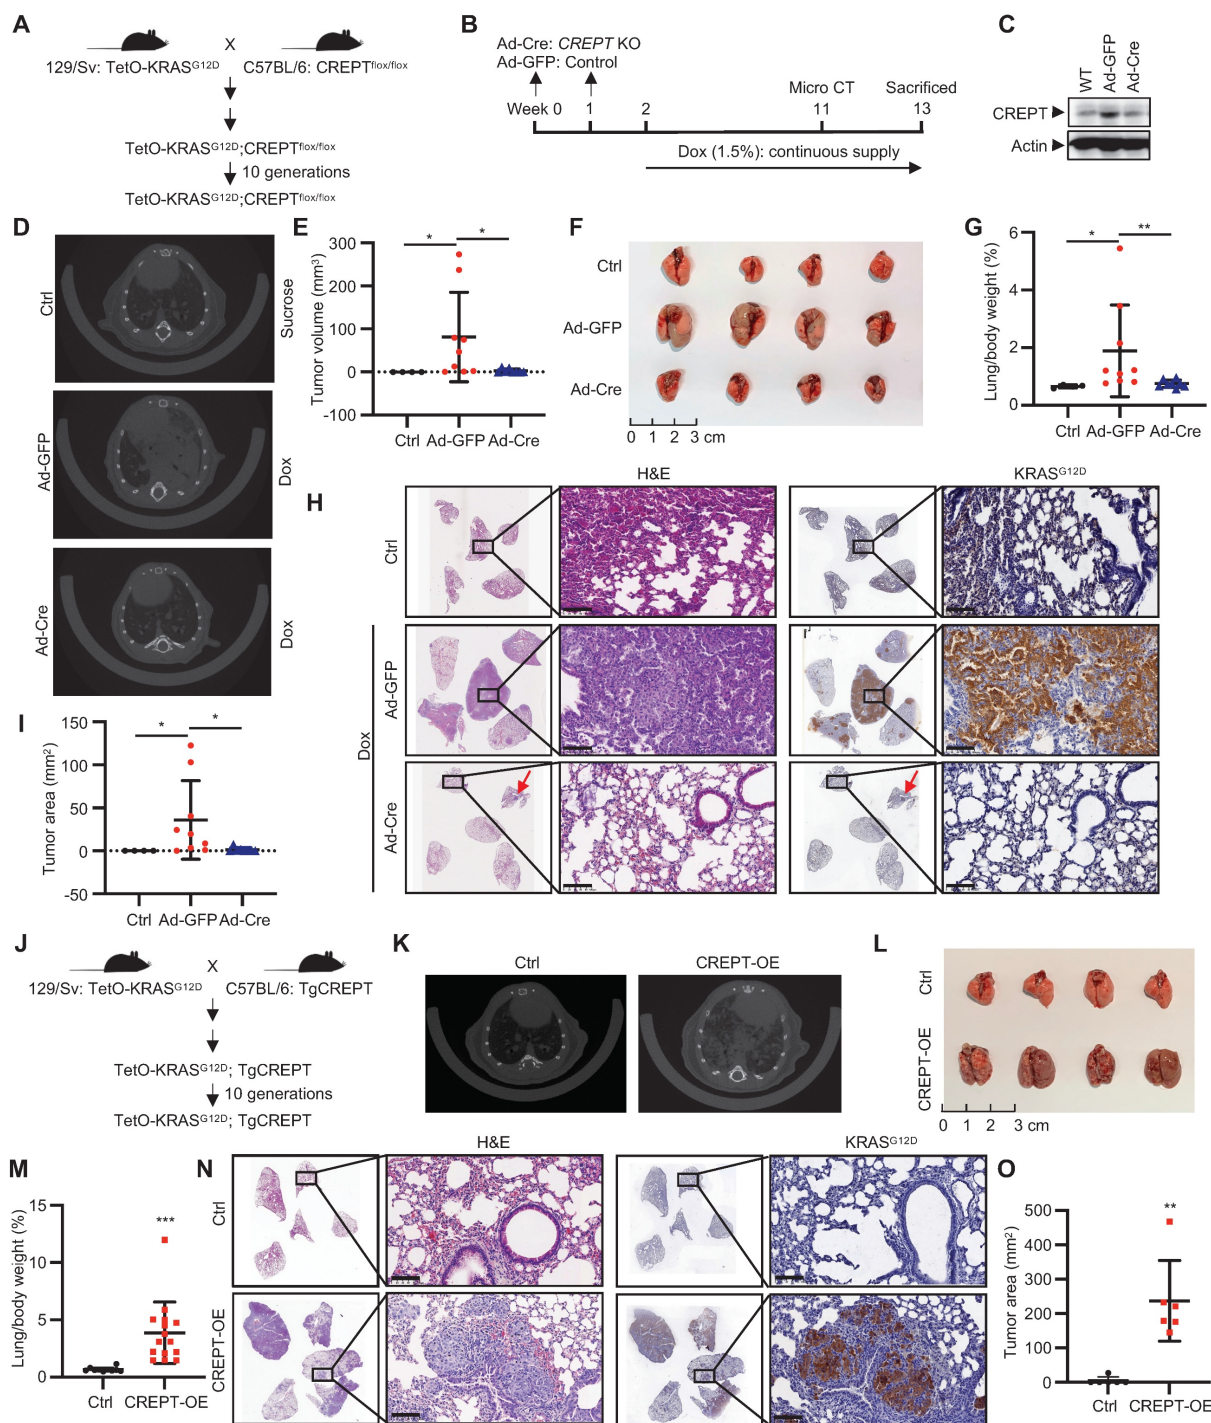 A
X
129/Sv: TetO-KRASG12D
C57BL/6: CREPTflox/flox
TetO-KRASG12D;CREPTflox/flox
10 generations
TetO-KRASG12D;CREPTflox/flox
B
Ad-Cre: CREPT KO
Ad-GFP: Control
Week 0
1
2
Micro CT
11
Sacrificed
13
Dox (1.5%): continuous supply
C
WT
Ad-GFP
Ad-Cre
CREPT
Actin
D
Ctrl
Sucrose
Ad-GFP
Dox
Ad-Cre
Dox
E
Tumor volume (mm3)
300
200
100
0
-100
*
*
Ctrl Ad-GFP Ad-Cre
F
Ctrl
Ad-GFP
Ad-Cre
0 1 2 3 cm
G
Lung/body weight (%)
6
4
2
0
*
**
Ctrl Ad-GFP Ad-Cre
H
H&E
KRASG12D
Ctrl
Dox
Ad-GFP
Ad-Cre
I
Tumor area (mm2)
150
100
50
0
-50
*
*
Ctrl Ad-GFP Ad-Cre
J
X
129/Sv: TetO-KRASG12D
C57BL/6: TgCREPT
TetO-KRASG12D; TgCREPT
10 generations
TetO-KRASG12D; TgCREPT
K
Ctrl
CREPT-OE
L
Ctrl
CREPT-OE
0 1 2 3 cm
M
Lung/body weight (%)
15
10
5
0
***
Ctrl CREPT-OE
N
H&E
KRASG12D
Ctrl
CREPT-OE
O
Tumor area (mm2)
500
400
300
200
100
0
**
Ctrl CREPT-OE